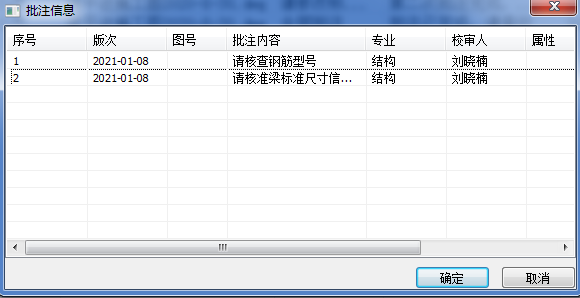 批注信息
序号 版次 图号 批注内容 专业 校审人 属性
1 2021-01-08 请核查钢筋型号 结构 刘晓楠
2 2021-01-08 请核准梁标准尺寸信... 结构 刘晓楠
确定 取消